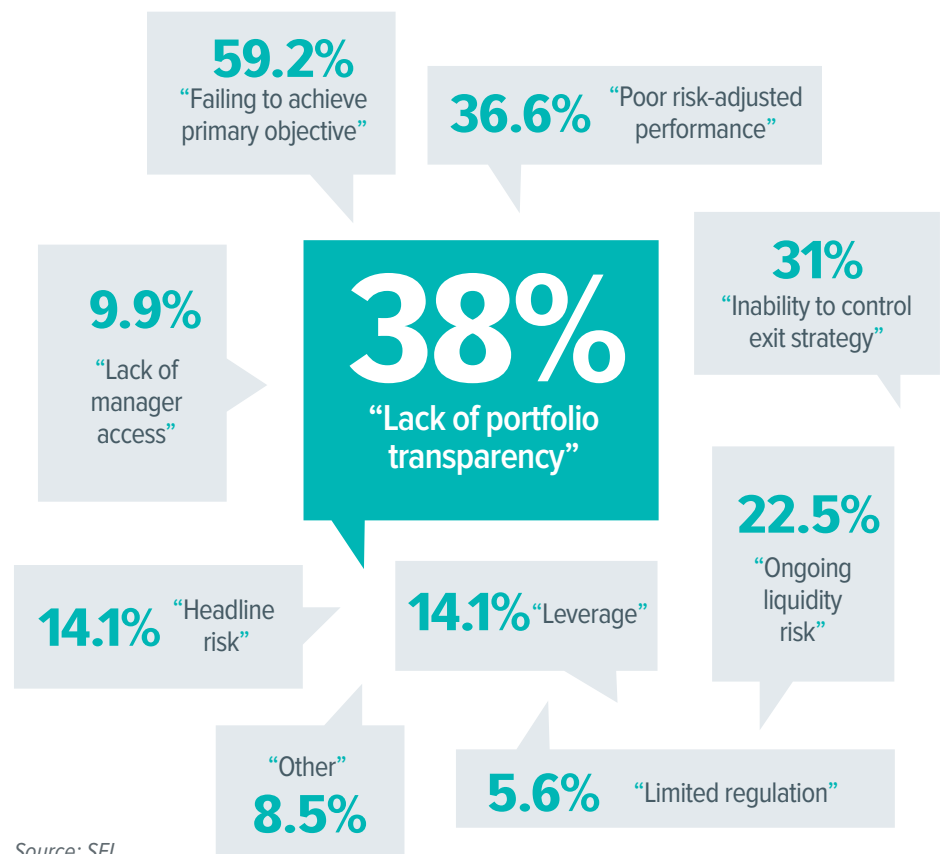 59.2%
“Failing to achieve
primary objective”
36.6%
“Poor risk-adjusted
performance”
31%
“Inability to control
exit strategy”
9.9%
“Lack of
manager
access”
38%
“Lack of portfolio
transparency”
22.5%
“Ongoing
liquidity
risk”
14.1%
“Headline
risk”
14.1% “Leverage”
“Other”
8.5%
5.6% “Limited regulation”
Source: SEI